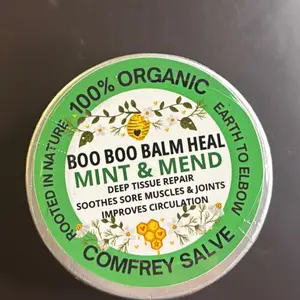 100% ORGANIC
ROOTED IN NATURE
EARTH TO ELBOW
BOO BOO BALM HEAL
MINT & MEND
DEEP TISSUE REPAIR
SOOTHES SORE MUSCLES & JOINTS
IMPROVES CIRCULATION
COMFREY SALVE